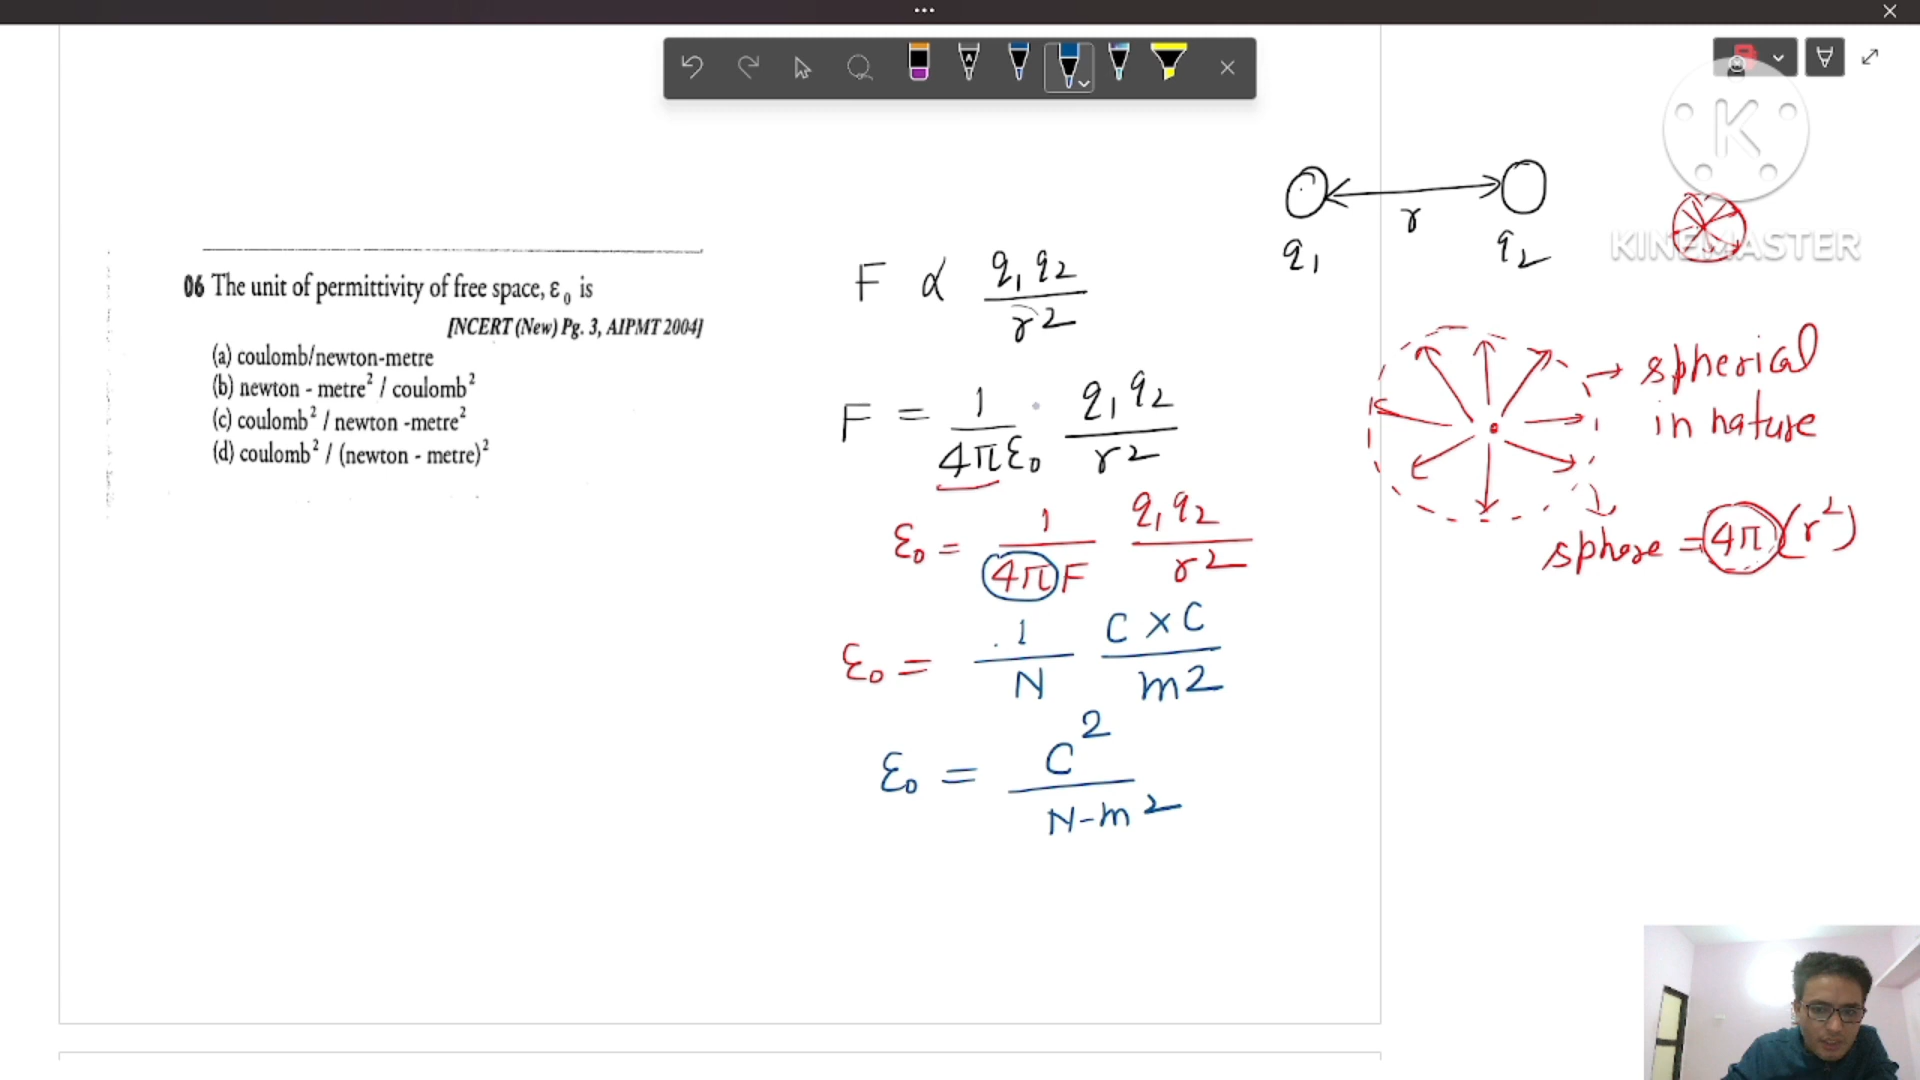 06 The unit of permittivity of free space, ε₀ is
[NCERT (New) Pg. 3, AIPMT 2004]
(a) coulomb/newton-metre
(b) newton - metre² / coulomb²
(c) coulomb² / newton -metre²
(d) coulomb² / (newton - metre)²
F ∝ q₁q₂ / r²
F = 1/4πε₀ · q₁q₂/r²
ε₀ = 1/4πF q₁q₂/r²
ε₀ = 1/N C×C/m2
ε₀ = C²/N-m²
r
q₁ q₂
K
KINEMASTER
→ spherical
in nature
sphere = 4π(r²)